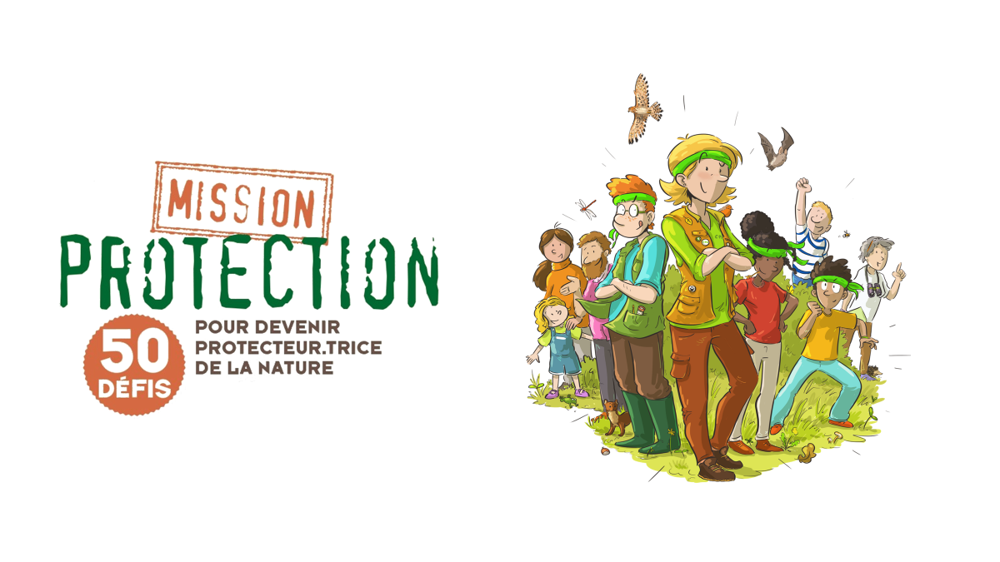 MISSION
PROTECTION
50
DÉFIS
POUR DEVENIR
PROTECTEUR.TRICE
DE LA NATURE